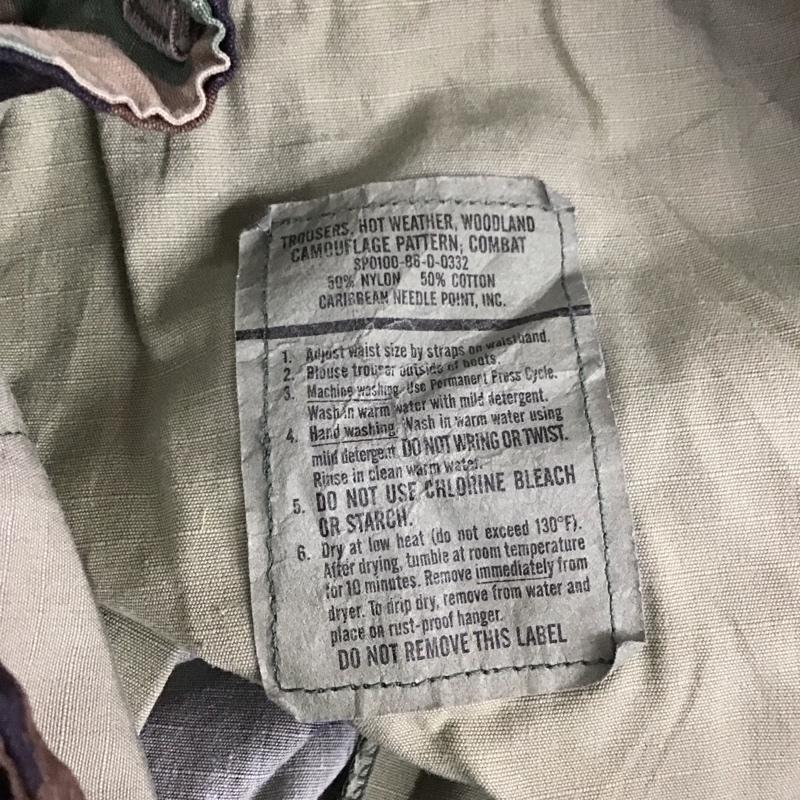 TROUSERS, HOT WEATHER, WOODLAND
CAMOUFLAGE PATTERN, COMBAT
SPO100-86-D-0332
50% NYLON 50% COTTON
CARIBBEAN NEEDLE POINT, INC.
1. Adjust waist size by straps on waistband.
2. Blouse trouser outside of boots.
3. Machine washing. Use Permanent Press Cycle.
Wash in warm water with mild detergent.
4. Hand washing. Wash in warm water using
mild detergent. DO NOT WRING OR TWIST.
Rinse in clean warm water.
5. DO NOT USE CHLORINE BLEACH
OR STARCH.
6. Dry at low heat (do not exceed 130°F).
After drying, tumble at room temperature
for 10 minutes. Remove immediately from
dryer. To drip dry, remove from water and
place on rust-proof hanger.
DO NOT REMOVE THIS LABEL